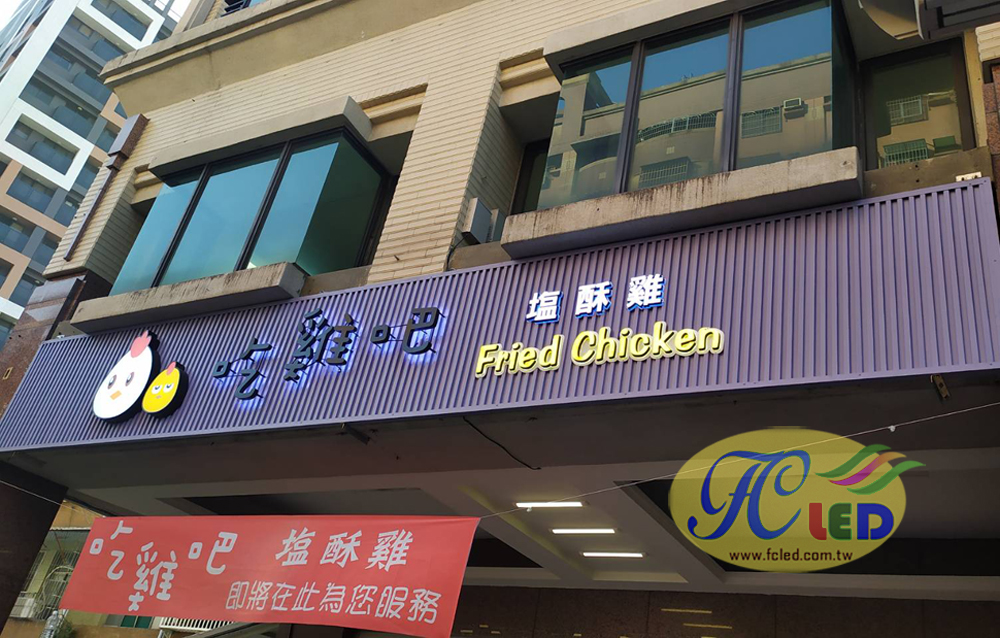 吃雞吧
塩酥雞
Fried Chicken
吃雞吧 塩酥雞
即將在此為您服務
FC LED
www.fcled.com.tw